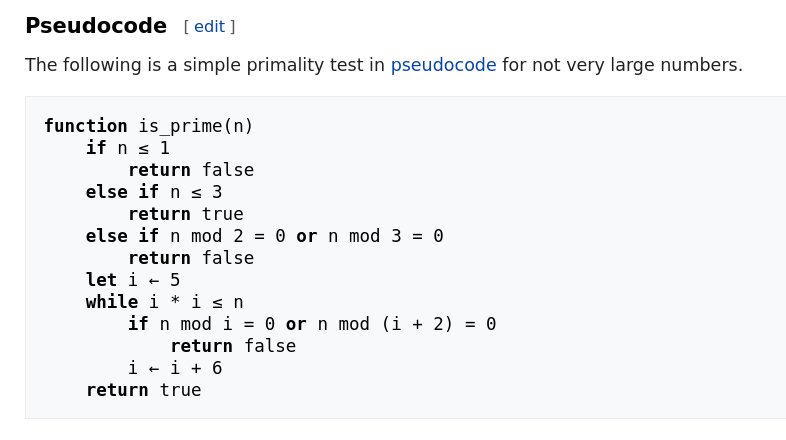 Pseudocode [ edit ]
The following is a simple primality test in pseudocode for not very large numbers.
function is_prime(n)
    if n ≤ 1
        return false
    else if n ≤ 3
        return true
    else if n mod 2 = 0 or n mod 3 = 0
        return false
    let i ← 5
    while i * i ≤ n
        if n mod i = 0 or n mod (i + 2) = 0
            return false
        i ← i + 6
    return true